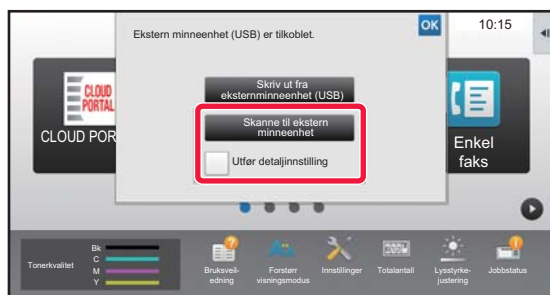 Ekstern minneenhet (USB) er tilkoblet.
OK
10:15
Skriv ut fra
eksternminneenhet (USB)
Skanne til ekstern
minneenhet
Utfør detaljinnstilling
CLOUD
PORTAL
CLOUD POR
Enkel
faks
Tonerkvalitet
Bk
C
M
Y
Bruksveil-
edning
Forstørr
visningsmodus
Innstillinger
Totalantall
Lysstyrke-
justering
Jobbstatus